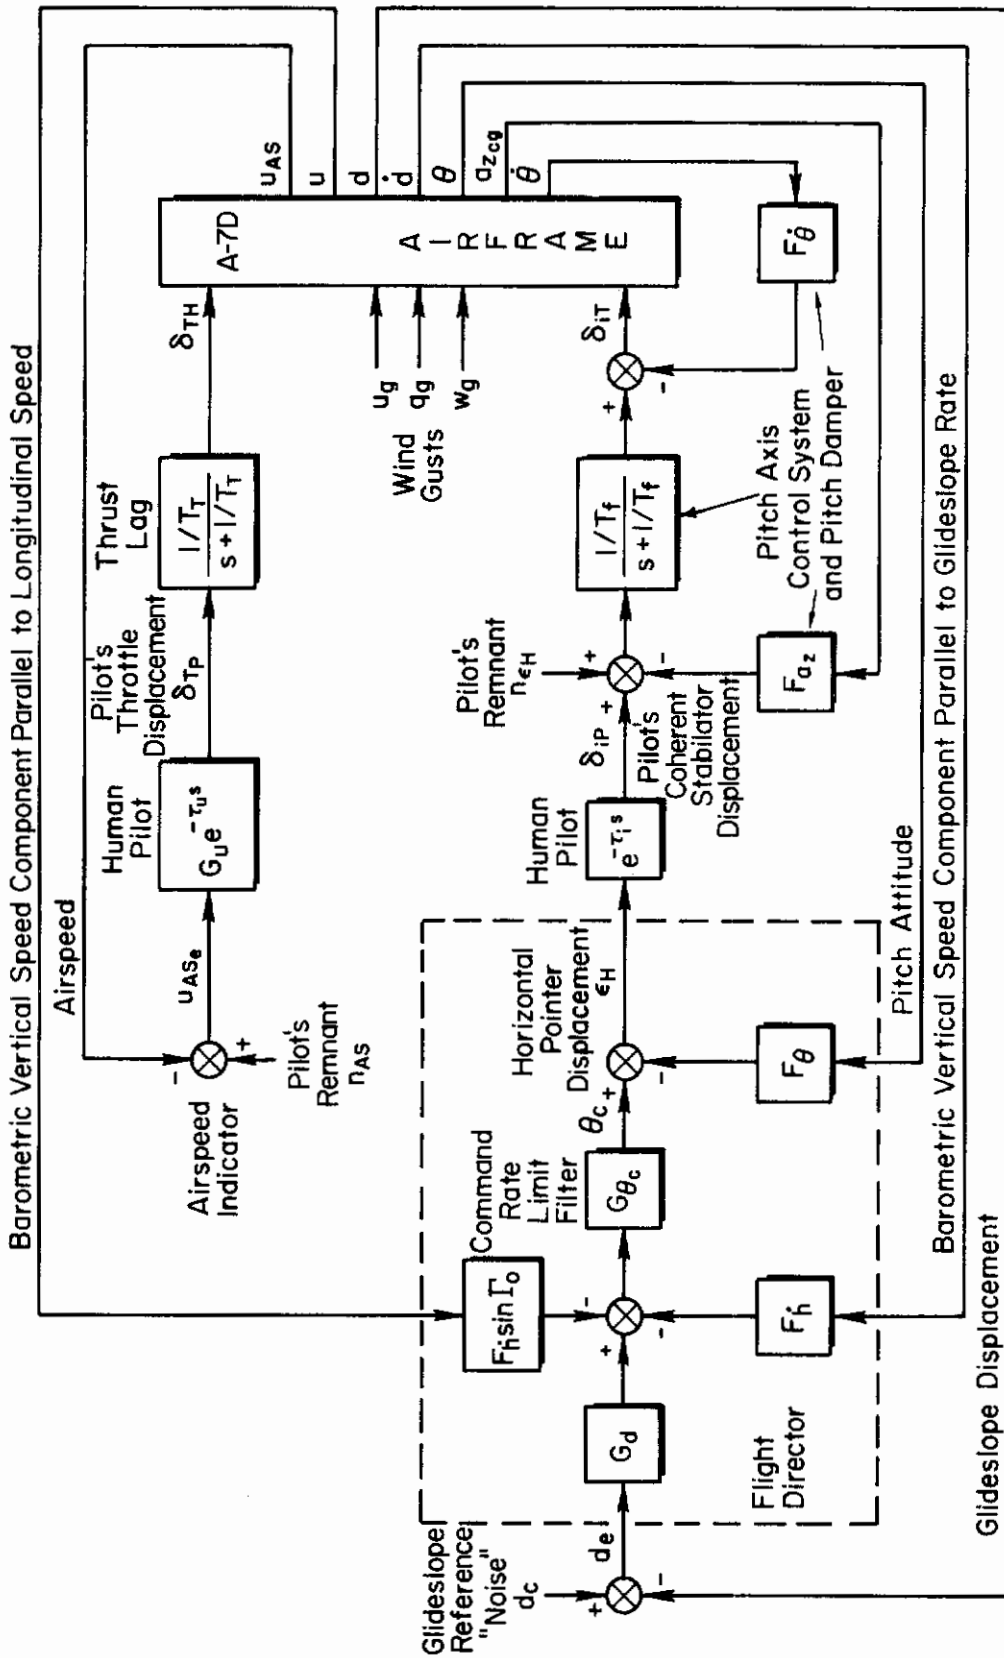 Barometric Vertical Speed Component Parallel to Longitudinal Speed
Airspeed
Human
Pilot
G_u e^{-τ_u s}
Pilot's
Throttle
Displacement
δ_TP
Thrust
Lag
1/T_T
s + 1/T_T
δ_TH
A-7D
AIRFRAME
u_AS
u
d
ḋ
θ
a_zcg
θ̇
u_ASe
-
+
Airspeed
Indicator
Pilot's
Remnant
n_AS
u_g
q_g
w_g
Wind
Gusts
Command
Rate
Limit
Filter
F_ḣ sin Γ_o
Glideslope
Reference
"Noise"
d_c
+
-
d_e
G_d
+
-
-
G_θc
θ_c
+
-
Horizontal
Pointer
Displacement
ϵ_H
Human
Pilot
e^{-τ_i s}
δ_iP
Pilot's
Coherent
Stabilator
Displacement
Pilot's
Remnant
n_ϵH
+
+
-
1/T_f
s + 1/T_f
+
-
δ_iT
F_θ̇
F_az
Pitch Axis
Control System
and Pitch Damper
F_ḣ
F_θ
Flight
Director
Pitch Attitude
Barometric Vertical Speed Component Parallel to Glideslope Rate
Glideslope Displacement